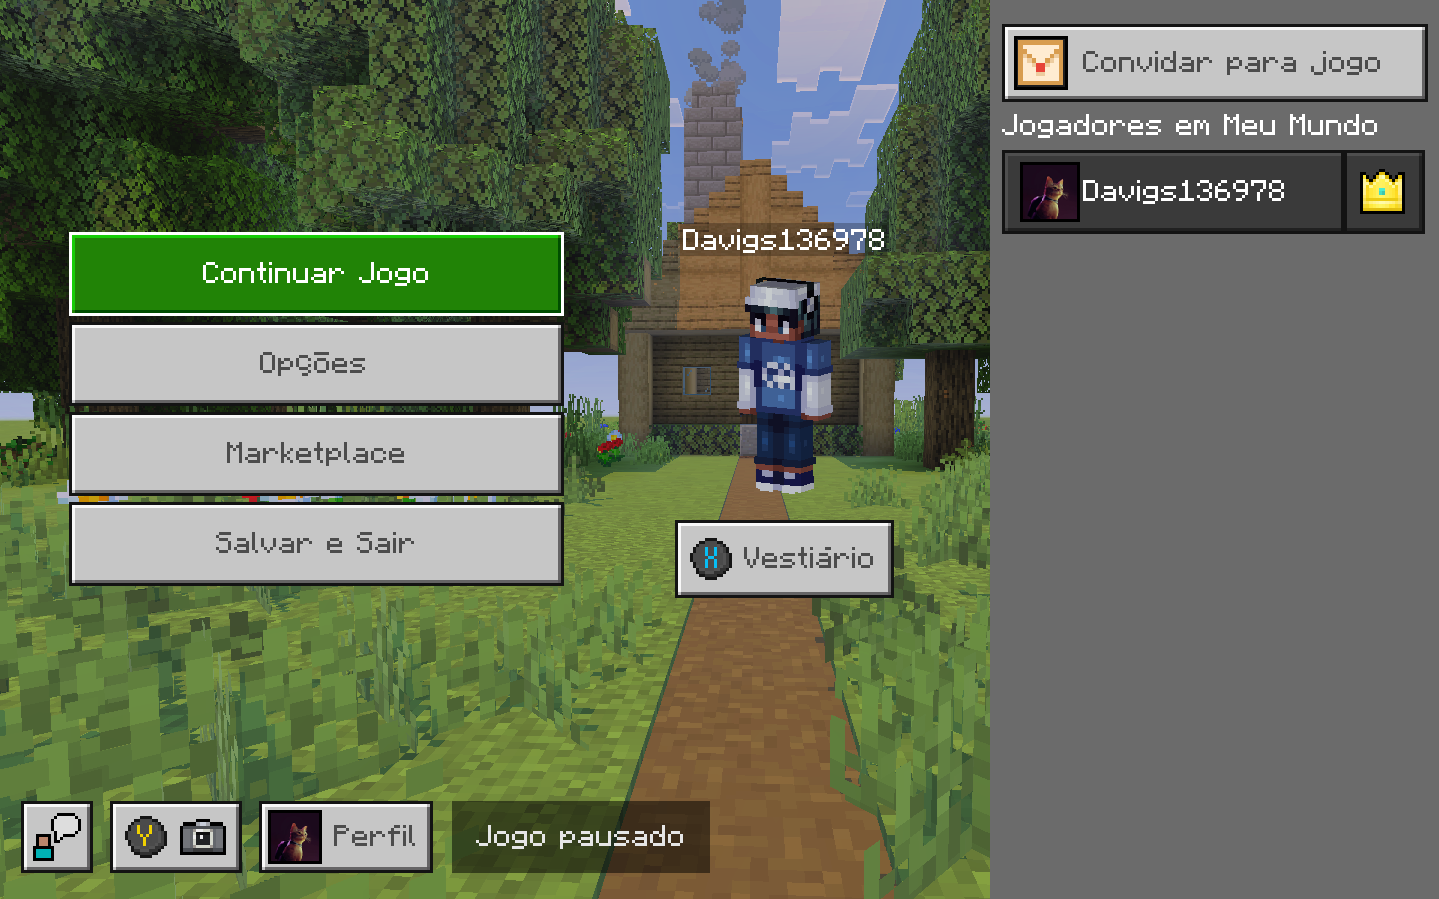 Convidar para jogo
Jogadores em Meu Mundo
Davigs136978
Davigs136978
Continuar Jogo
Opções
Marketplace
Salvar e Sair
X Vestiário
Y
Perfil
Jogo pausado